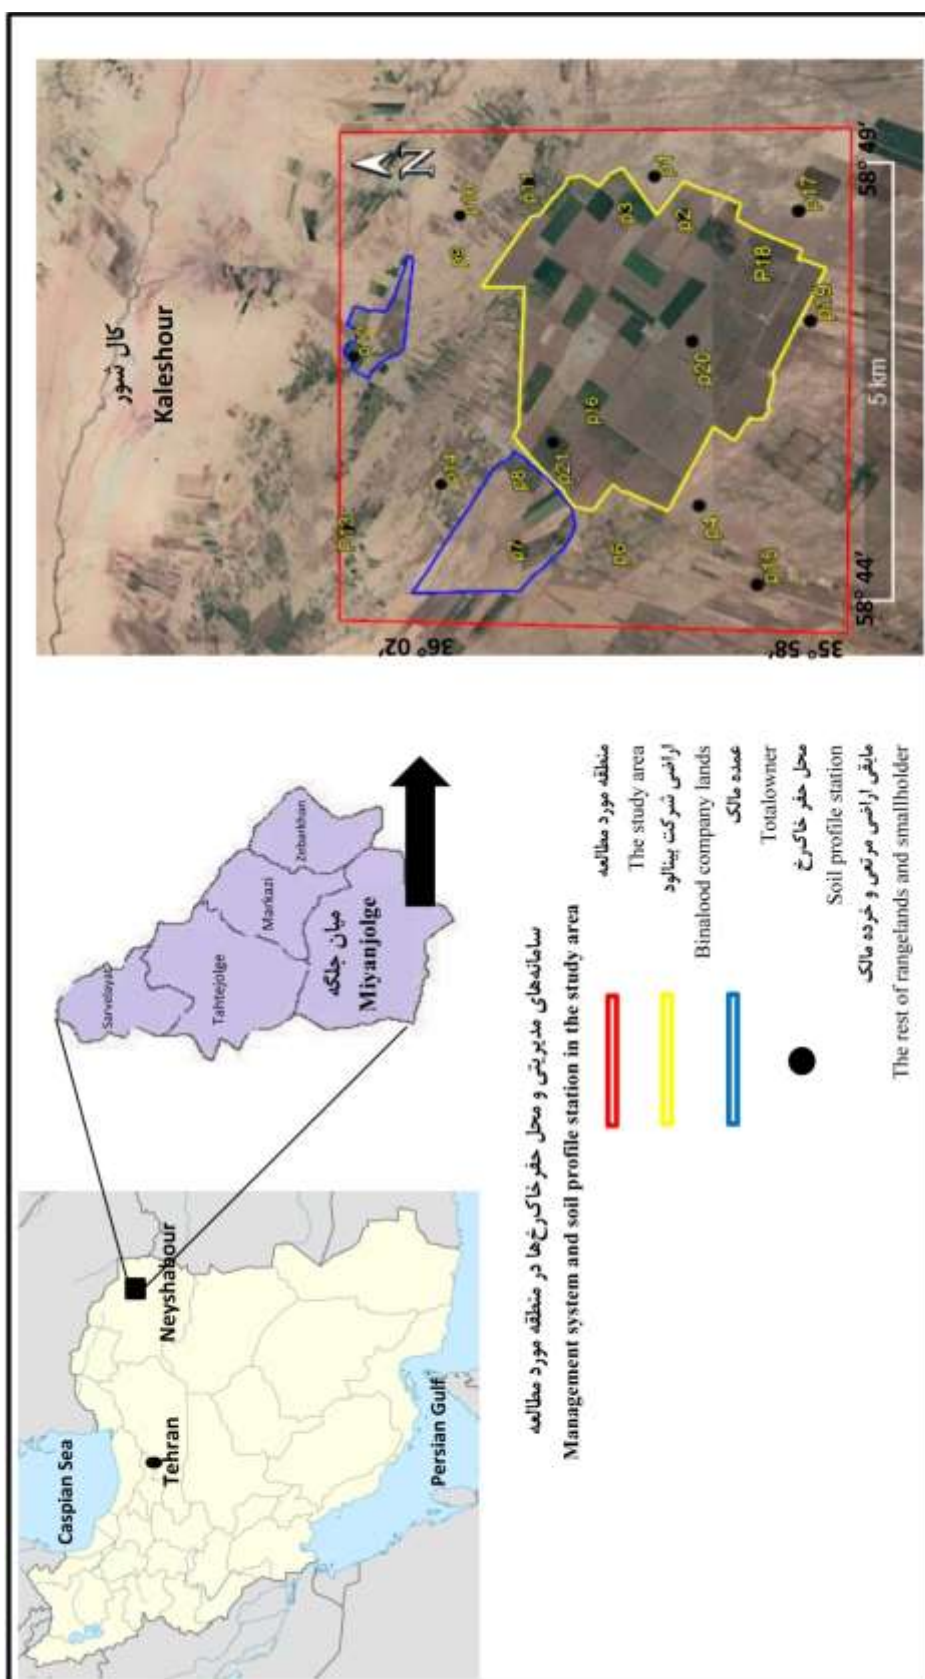 Caspian Sea
Tehran
Neyshabour
Persian Gulf
Sarvelayat
Tahtejolge
Markazi
Zebarkhan
میان جلگه
Miyanjolge
کال شور
Kaleshour
N
P13
p14
p10
p9
p11
p7
p8
p21
p16
p3
p1
p6
p2
p4
p20
P18
p15
p17
p19
36° 02'
35° 58'
58° 44'
58° 49'
5 km
سامانه‌های مدیریتی و محل حفر خاکرخ‌ها در منطقه مورد مطالعه
Management system and soil profile station in the study area
منطقه مورد مطالعه
The study area
اراضی شرکت بینالود
Binalood company lands
عمده مالک
Totalowner
محل حفر خاکرخ
Soil profile station
مابقی اراضی مرتعی و خرده مالک
The rest of rangelands and smallholder